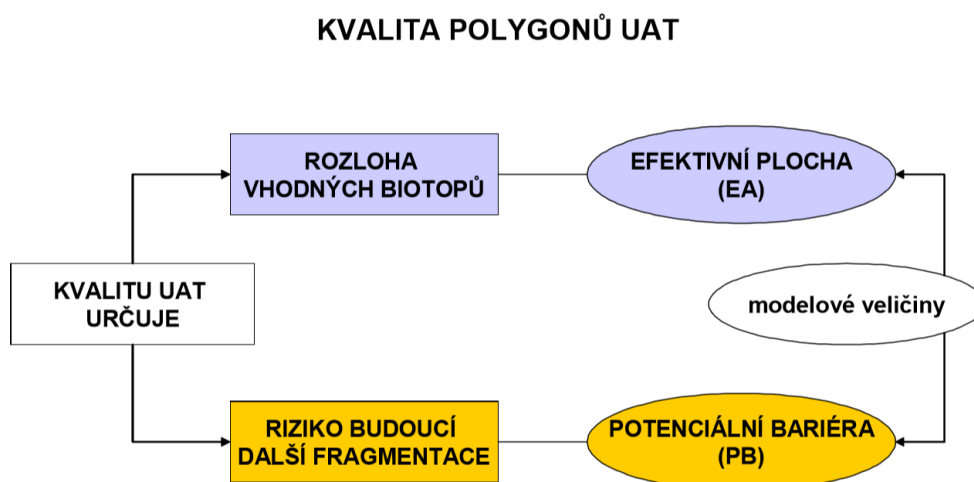 KVALITA POLYGONŮ UAT
ROZLOHA
VHODNÝCH BIOTOPŮ
EFEKTIVNÍ PLOCHA
(EA)
KVALITU UAT
URČUJE
modelové veličiny
RIZIKO BUDOUCÍ
DALŠÍ FRAGMENTACE
POTENCIÁLNÍ BARIÉRA
(PB)